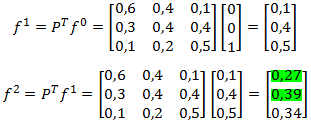 f¹ = Pᵀf⁰ = [0,6 0,4 0,1; 0,3 0,4 0,4; 0,1 0,2 0,5] [0; 0; 1] = [0,1; 0,4; 0,5]
f² = Pᵀf¹ = [0,6 0,4 0,1; 0,3 0,4 0,4; 0,1 0,2 0,5] [0,1; 0,4; 0,5] = [0,27; 0,39; 0,34]